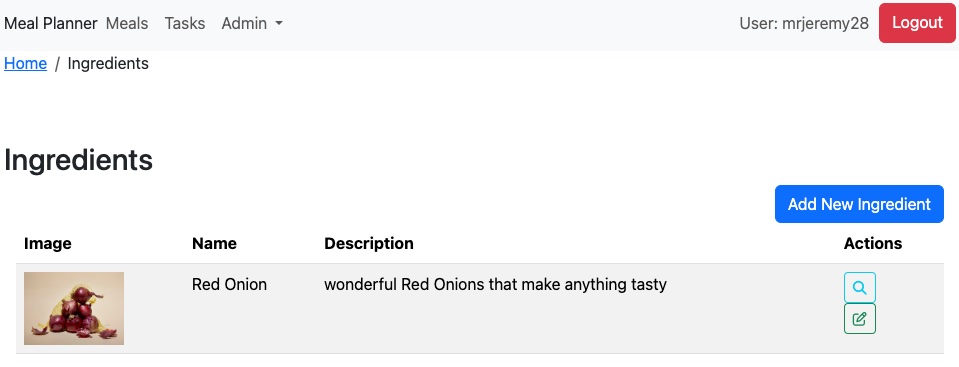 Meal Planner Meals Tasks Admin User: mrjeremy28 Logout
Home / Ingredients
Ingredients
Add New Ingredient
Image Name Description Actions
Red Onion wonderful Red Onions that make anything tasty